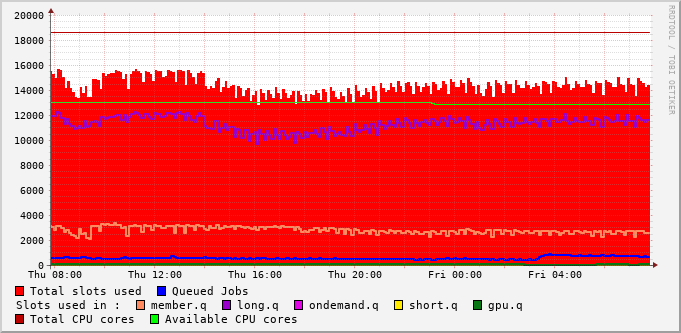 RRDTOOL / TOBI OETIKER
20000
18000
16000
14000
12000
10000
8000
6000
4000
2000
0
Thu 08:00 Thu 12:00 Thu 16:00 Thu 20:00 Fri 00:00 Fri 04:00
Total slots used Queued Jobs
Slots used in : member.q long.q ondemand.q short.q gpu.q
Total CPU cores Available CPU cores